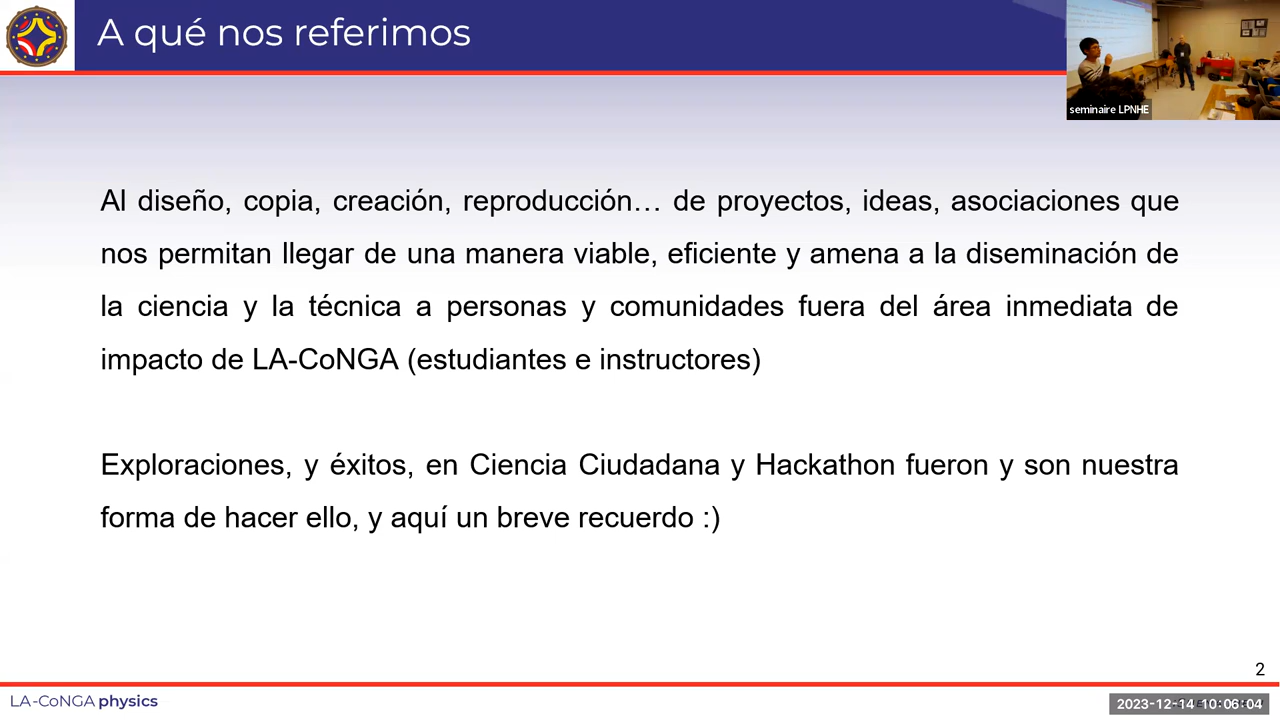 A qué nos referimos
seminaire LPNHE
Al diseño, copia, creación, reproducción… de proyectos, ideas, asociaciones que
nos permitan llegar de una manera viable, eficiente y amena a la diseminación de
la ciencia y la técnica a personas y comunidades fuera del área inmediata de
impacto de LA-CoNGA (estudiantes e instructores)
Exploraciones, y éxitos, en Ciencia Ciudadana y Hackathon fueron y son nuestra
forma de hacer ello, y aquí un breve recuerdo :)
2
LA-CoNGA physics
2023-12-14 10:06:04